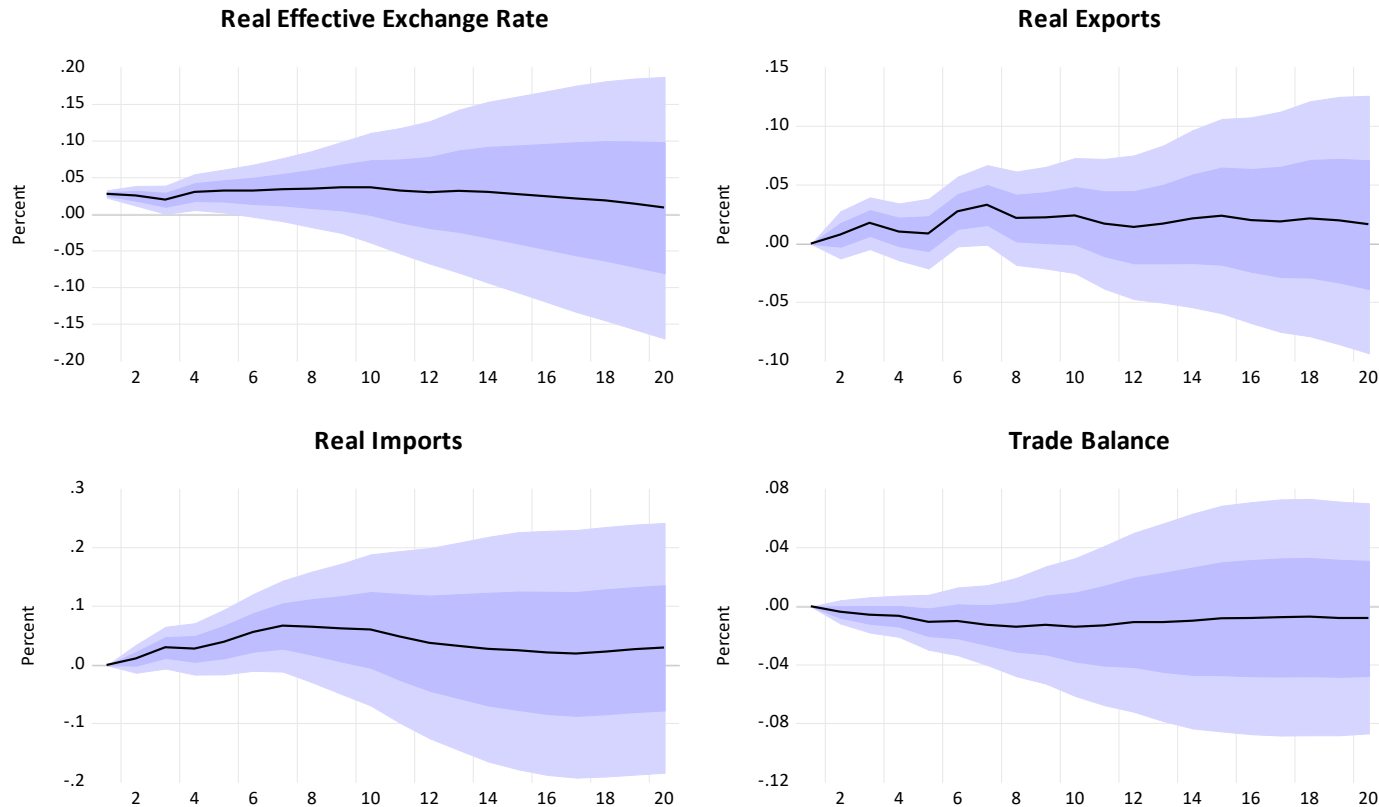 Real Effective Exchange Rate
Percent
.20
.15
.10
.05
.00
-.05
-.10
-.15
-.20
2 4 6 8 10 12 14 16 18 20
Real Exports
Percent
.15
.10
.05
.00
-.05
-.10
2 4 6 8 10 12 14 16 18 20
Real Imports
Percent
.3
.2
.1
.0
-.1
-.2
2 4 6 8 10 12 14 16 18 20
Trade Balance
Percent
.08
.04
.00
-.04
-.08
-.12
2 4 6 8 10 12 14 16 18 20